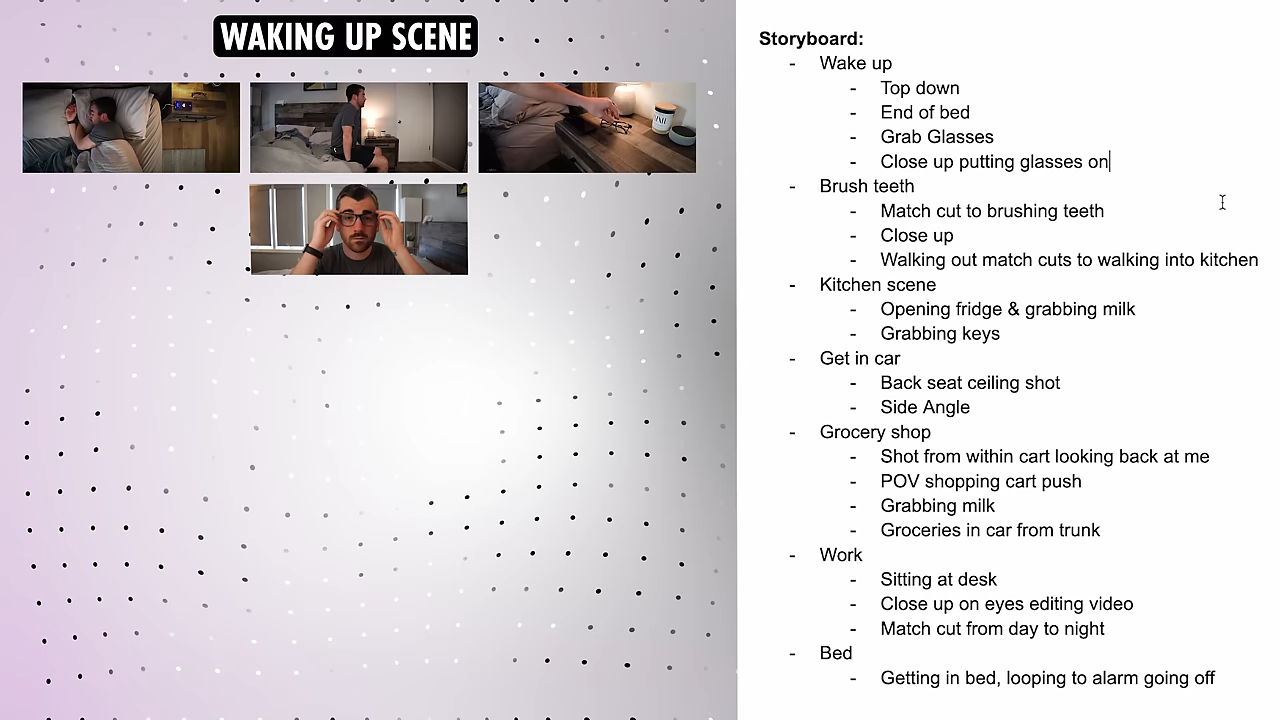 WAKING UP SCENE
Storyboard:
- Wake up
- Top down
- End of bed
- Grab Glasses
- Close up putting glasses on
- Brush teeth
- Match cut to brushing teeth
- Close up
- Walking out match cuts to walking into kitchen
- Kitchen scene
- Opening fridge & grabbing milk
- Grabbing keys
- Get in car
- Back seat ceiling shot
- Side Angle
- Grocery shop
- Shot from within cart looking back at me
- POV shopping cart push
- Grabbing milk
- Groceries in car from trunk
- Work
- Sitting at desk
- Close up on eyes editing video
- Match cut from day to night
- Bed
- Getting in bed, looping to alarm going off